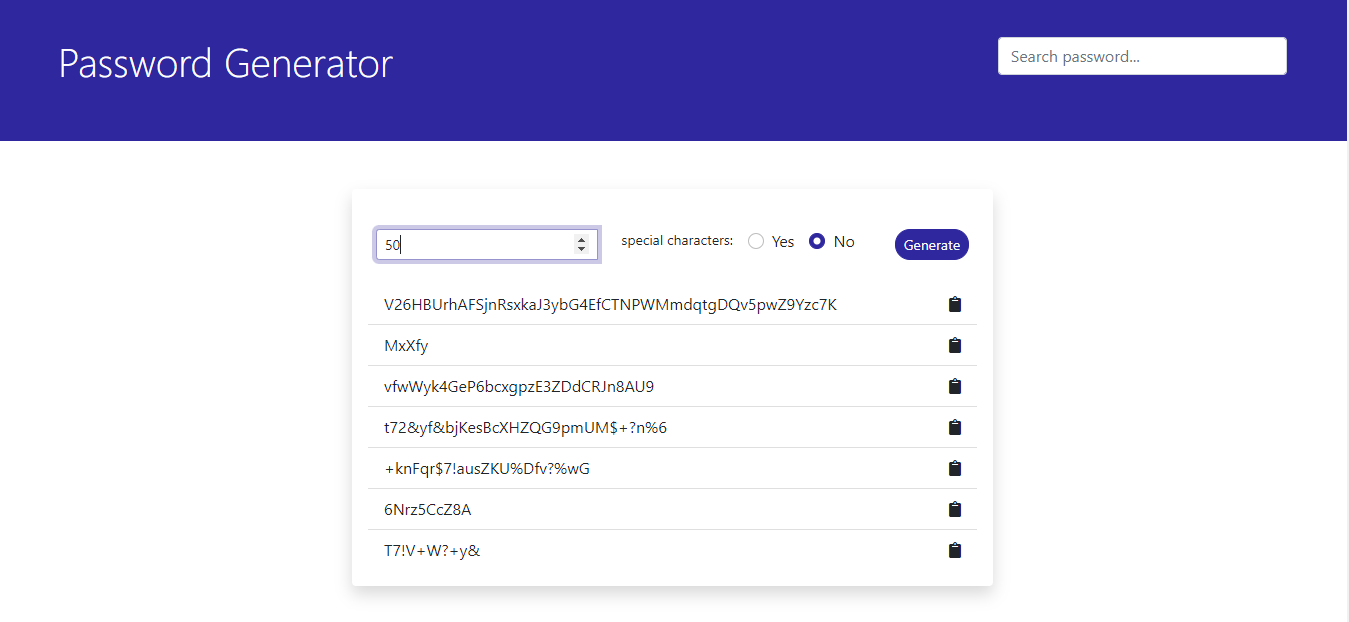 Password Generator
Search password...
50
special characters: Yes No
Generate
V26HBUrhAFSjnRsxkaJ3ybG4EfCTNPWMmdqtgDQv5pwZ9Yzc7K
MxXfy
vfwWyk4GeP6bcxgpzE3ZDdCRJn8AU9
t72&yf&bjKesBcXHZQG9pmUM$+?n%6
+knFqr$7!ausZKU%Dfv?%wG
6Nrz5CcZ8A
T7!V+W?+y&